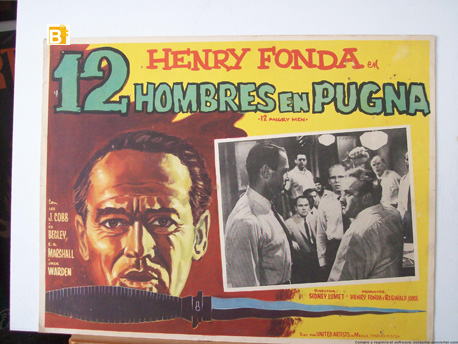 B
HENRY FONDA en
Y 12 HOMBRES EN PUGNA
-12 ANGRY MEN-
Con
LEE
J. COBB
ED
BEGLEY,
E. G.
MARSHALL
JACK
WARDEN
DIRECTOR
SIDNEY LUMET
PRODUCTORES
HENRY FONDA Y REGINALD ROSE
UNITED ARTISTS